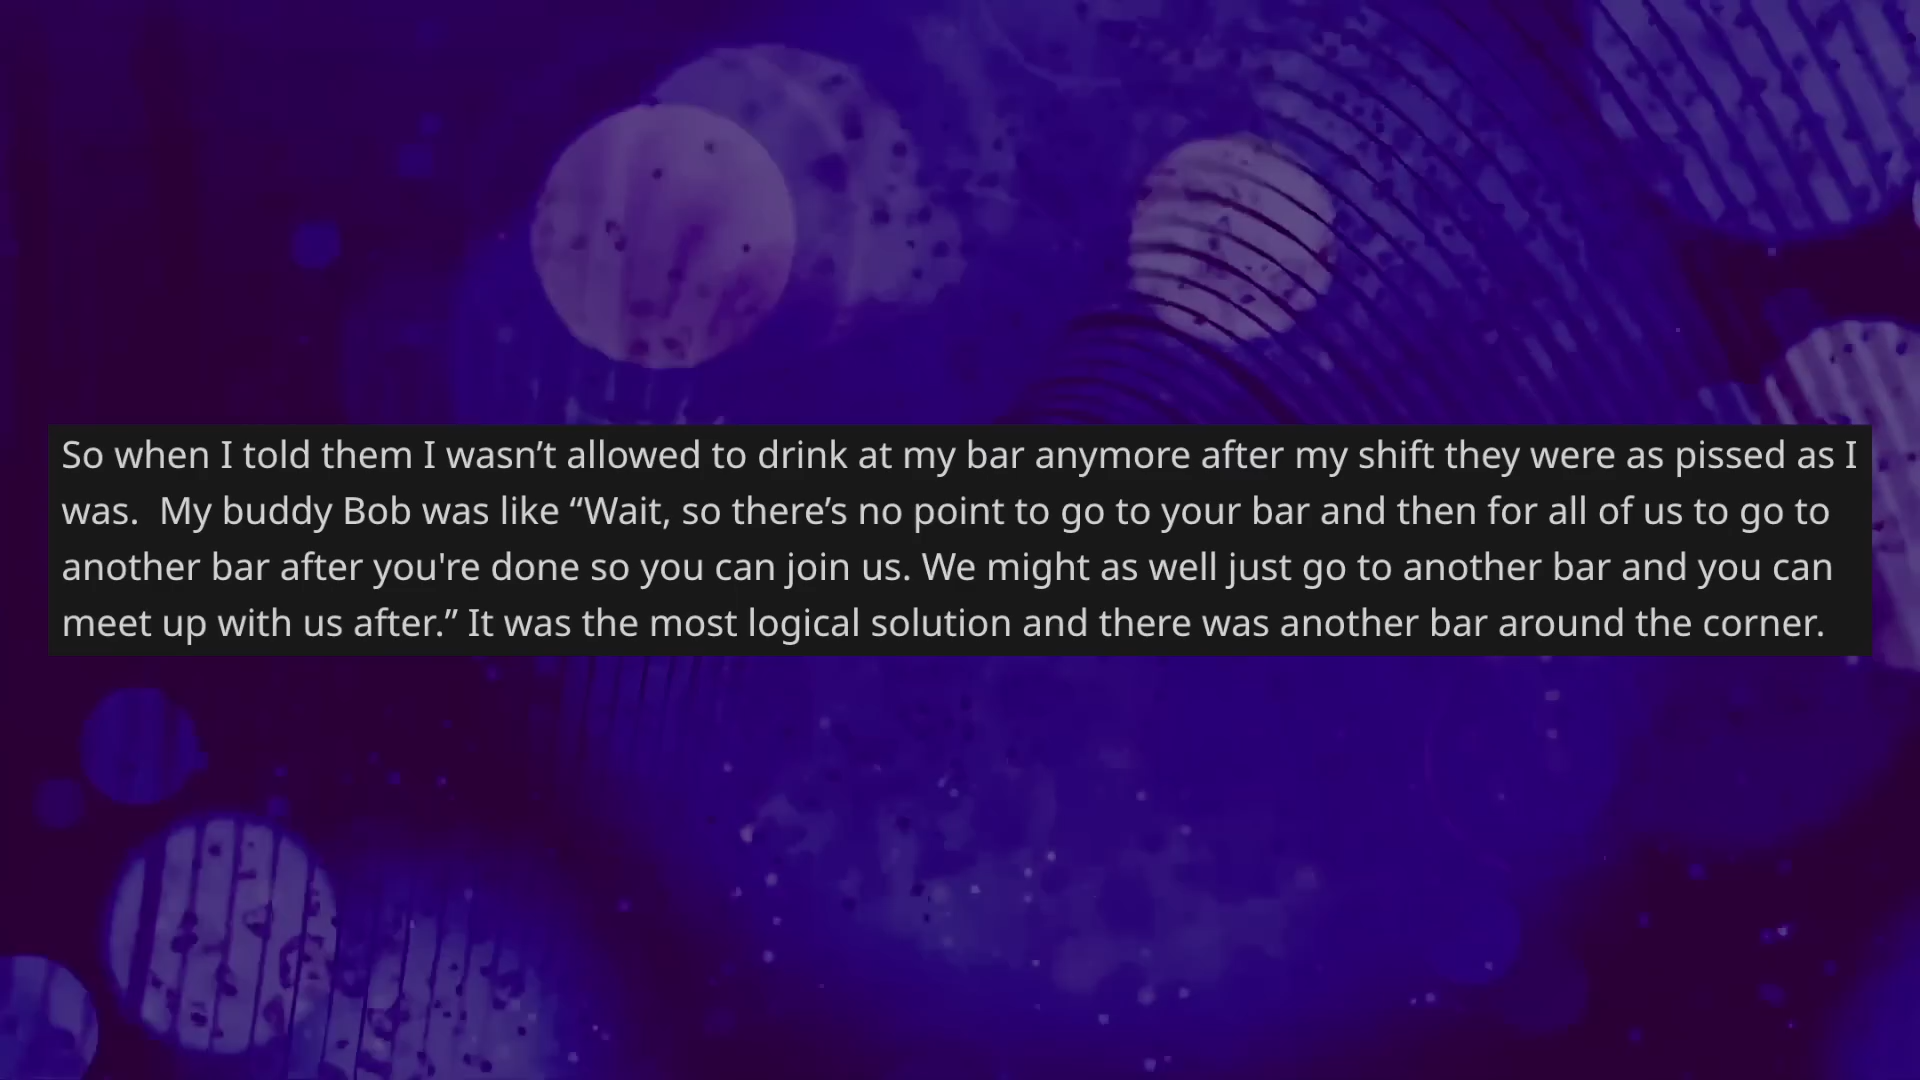 So when I told them I wasn’t allowed to drink at my bar anymore after my shift they were as pissed as I
was.  My buddy Bob was like “Wait, so there’s no point to go to your bar and then for all of us to go to
another bar after you're done so you can join us. We might as well just go to another bar and you can
meet up with us after.” It was the most logical solution and there was another bar around the corner.